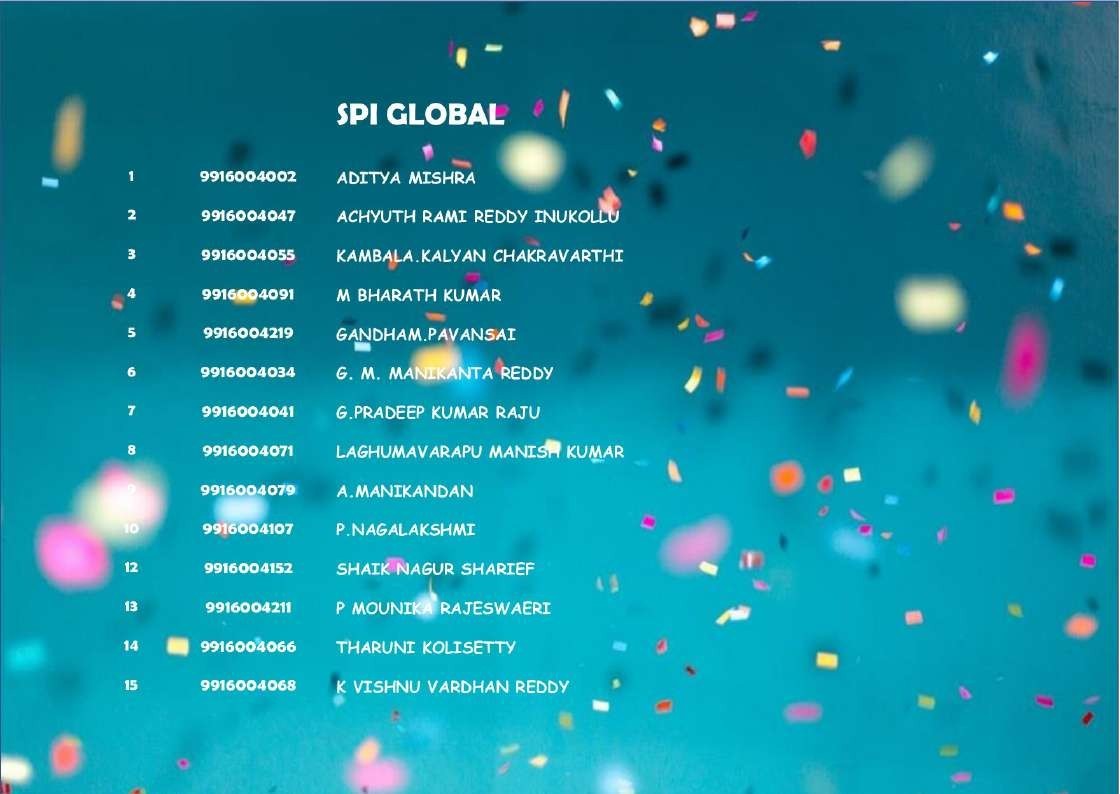 SPI GLOBAL
1 9916004002 ADITYA MISHRA
2 9916004047 ACHYUTH RAMI REDDY INUKOLLU
3 9916004055 KAMBALA.KALYAN CHAKRAVARTHI
4 9916004091 M BHARATH KUMAR
5 9916004219 GANDHAM.PAVANSAI
6 9916004034 G. M. MANIKANTA REDDY
7 9916004041 G.PRADEEP KUMAR RAJU
8 9916004071 LAGHUMAVARAPU MANISH KUMAR
9 9916004079 A.MANIKANDAN
10 9916004107 P.NAGALAKSHMI
12 9916004152 SHAIK NAGUR SHARIEF
13 9916004211 P MOUNIKA RAJESWAERI
14 9916004066 THARUNI KOLISETTY
15 9916004068 K VISHNU VARDHAN REDDY